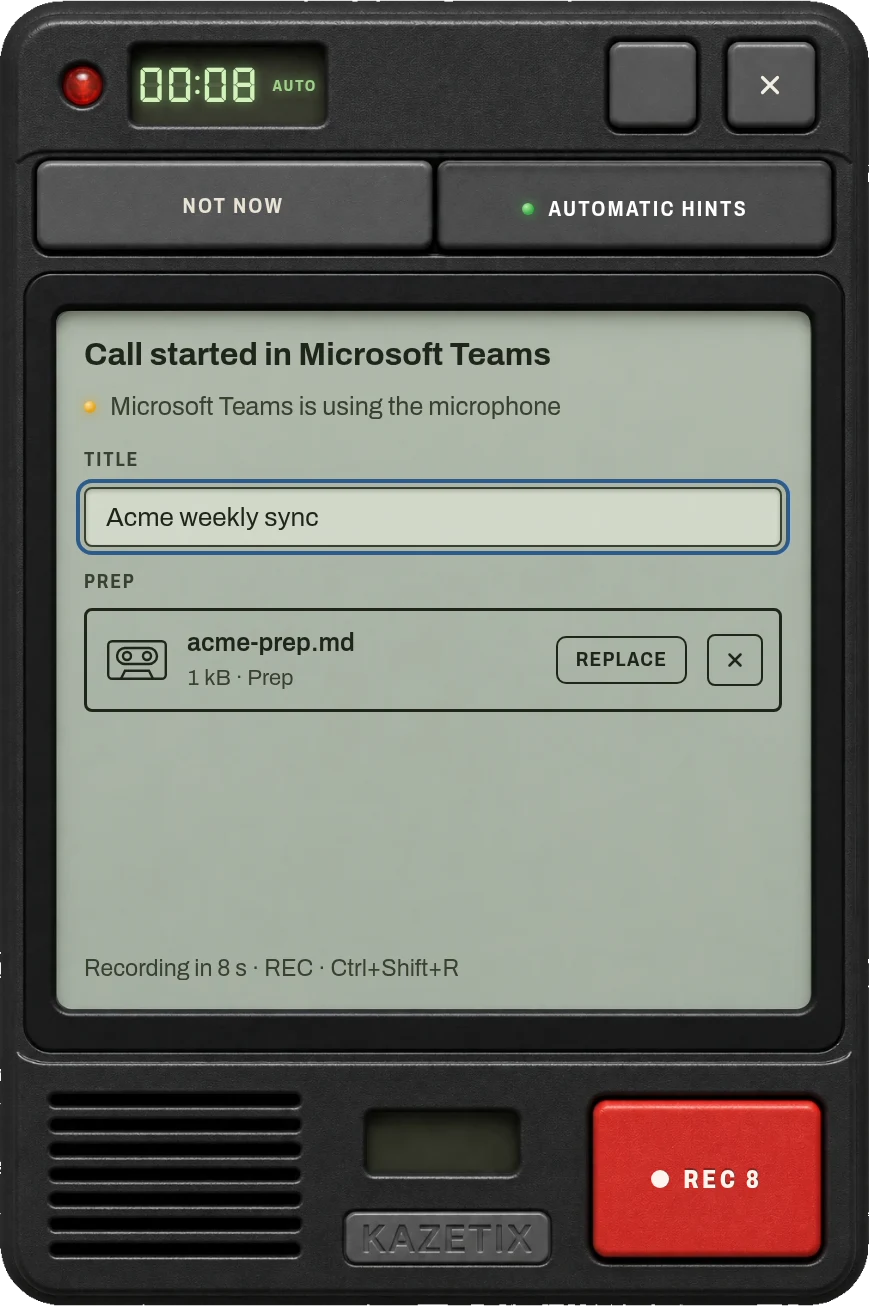 00:08 AUTO
×
NOT NOW
AUTOMATIC HINTS
Call started in Microsoft Teams
Microsoft Teams is using the microphone
TITLE
Acme weekly sync
PREP
acme-prep.md
1 kB · Prep
REPLACE
×
Recording in 8 s · REC · Ctrl+Shift+R
KAZETIX
REC 8